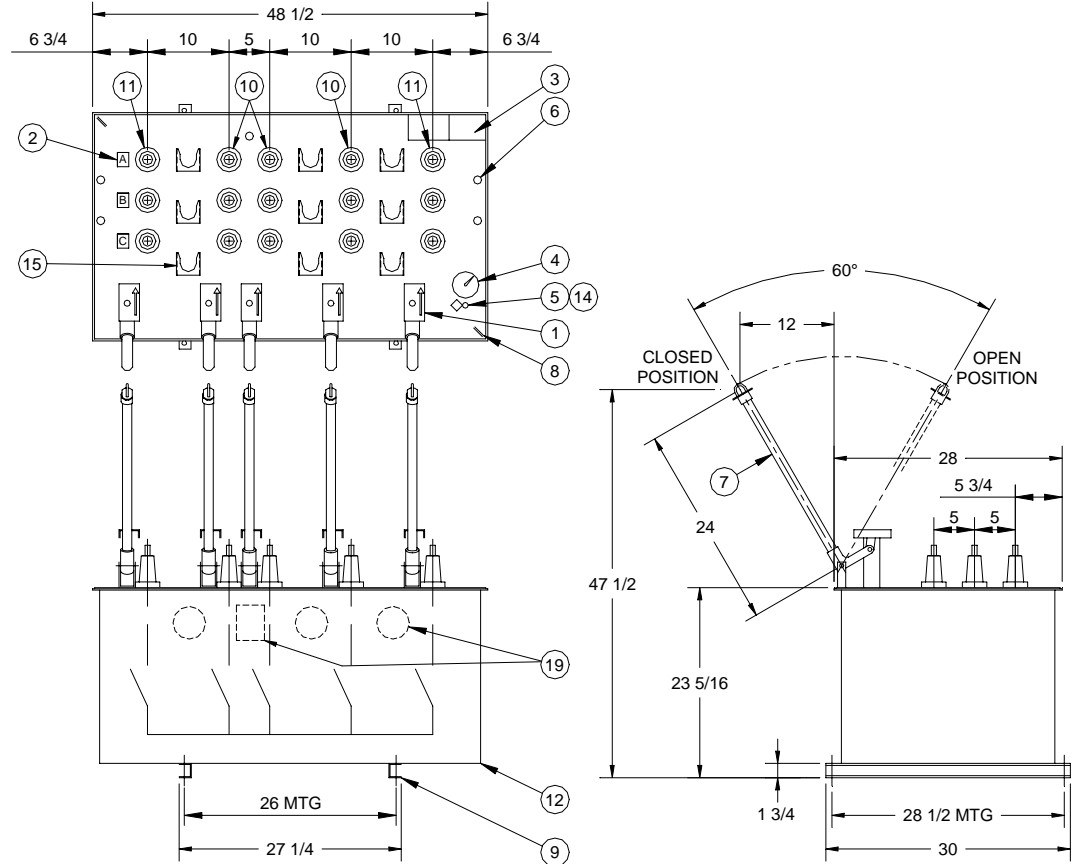 48 1/2
6 3/4 10 5 10 10 6 3/4
11 10 10 11 3
6
2 A
B
C
15 4
5 14
1
8
60°
12
CLOSED
POSITION
OPEN
POSITION
28
7
5 3/4
24 5 5
47 1/2
19
23 5/16
12
26 MTG 1 3/4
28 1/2 MTG
27 1/4 9 30